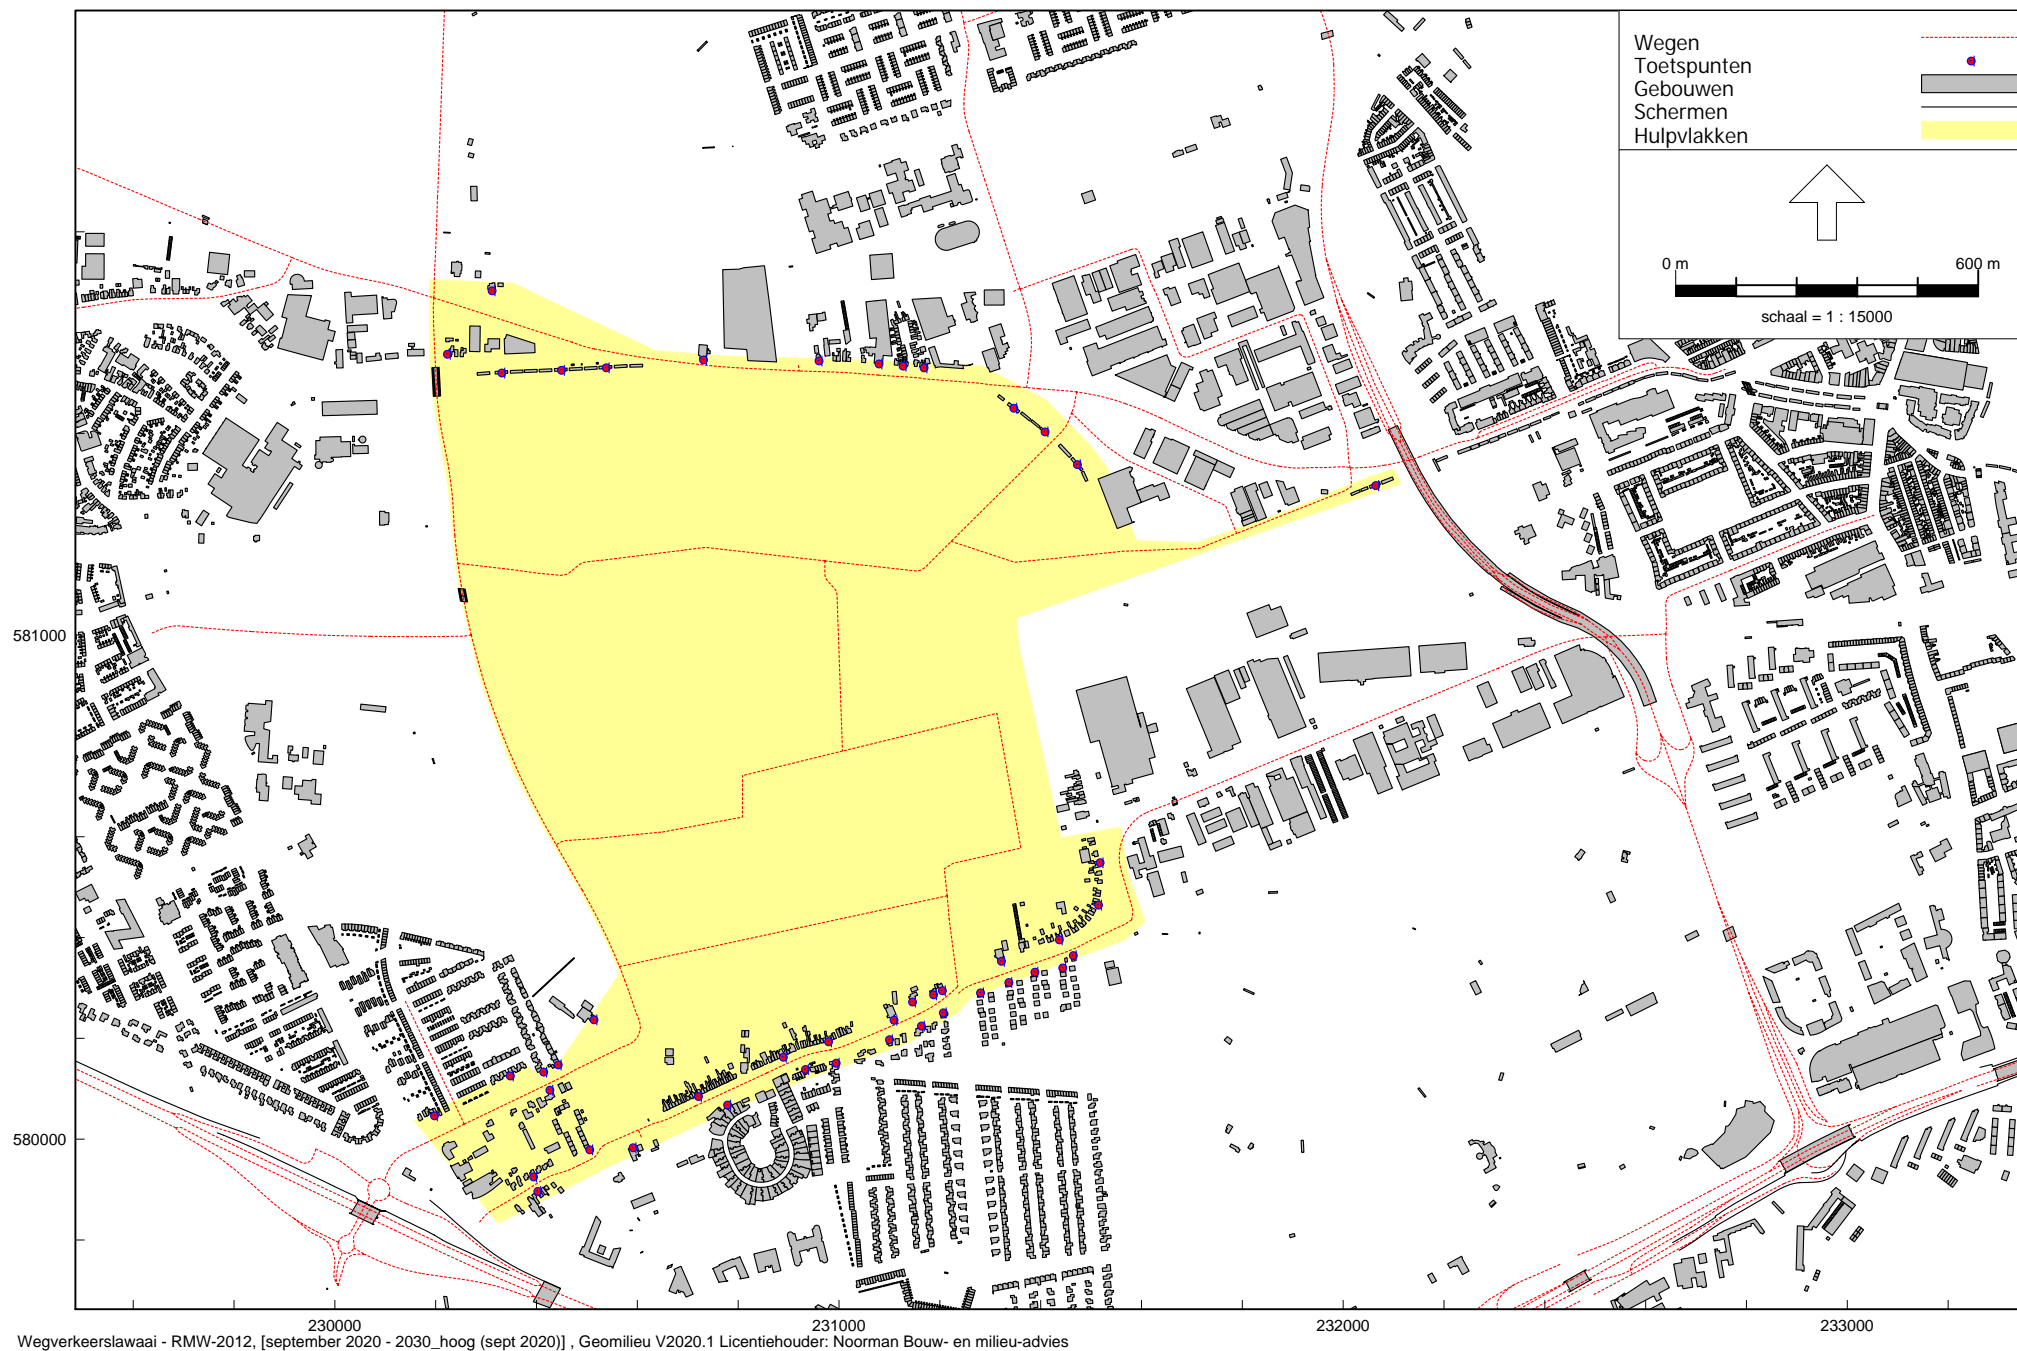 Wegen
Toetspunten
Gebouwen
Schermen
Hulpvlakken
0 m 600 m
schaal = 1 : 15000
581000
580000
230000 231000 232000 233000
Wegverkeerslawaai - RMW-2012, [september 2020 - 2030_hoog (sept 2020)] , Geomilieu V2020.1 Licentiehouder: Noorman Bouw- en milieu-advies